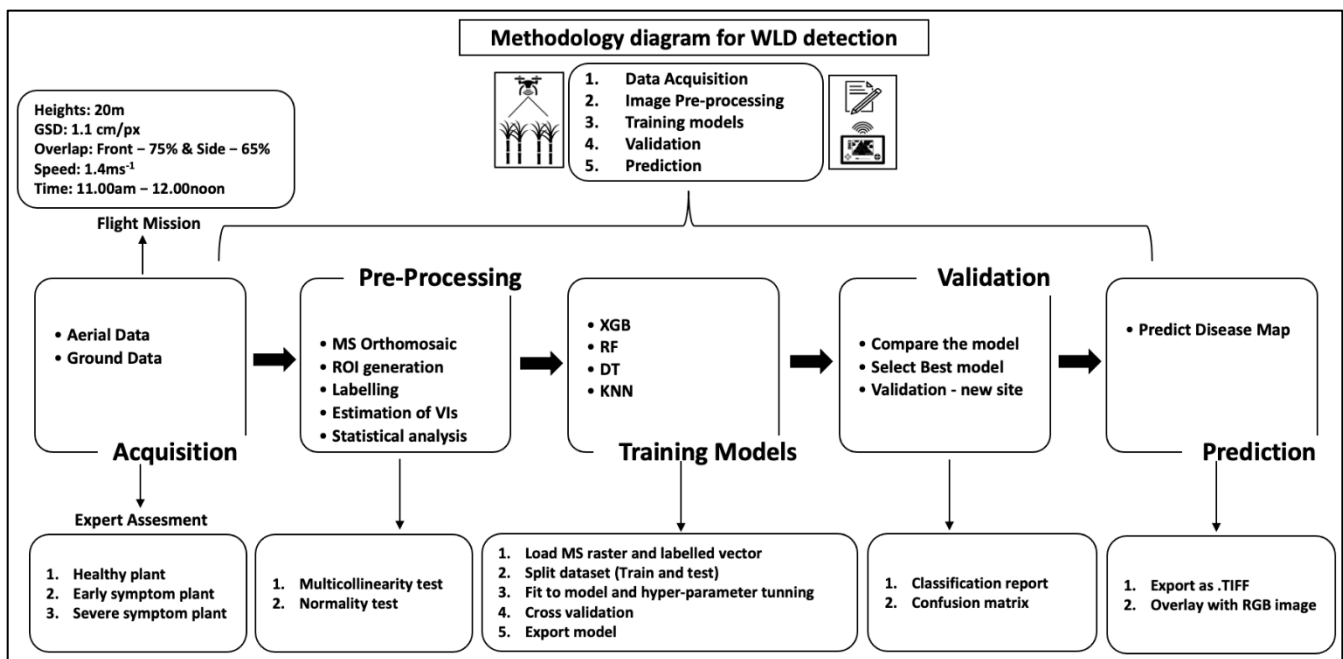 Methodology diagram for WLD detection
1. Data Acquisition
2. Image Pre-processing
3. Training models
4. Validation
5. Prediction
Heights: 20m
GSD: 1.1 cm/px
Overlap: Front – 75% & Side – 65%
Speed: 1.4ms⁻¹
Time: 11.00am – 12.00noon
Flight Mission
• Aerial Data
• Ground Data
Acquisition
Expert Assesment
1. Healthy plant
2. Early symptom plant
3. Severe symptom plant
Pre-Processing
• MS Orthomosaic
• ROI generation
• Labelling
• Estimation of VIs
• Statistical analysis
1. Multicollinearity test
2. Normality test
• XGB
• RF
• DT
• KNN
Training Models
1. Load MS raster and labelled vector
2. Split dataset (Train and test)
3. Fit to model and hyper-parameter tunning
4. Cross validation
5. Export model
Validation
• Compare the model
• Select Best model
• Validation - new site
1. Classification report
2. Confusion matrix
• Predict Disease Map
Prediction
1. Export as .TIFF
2. Overlay with RGB image